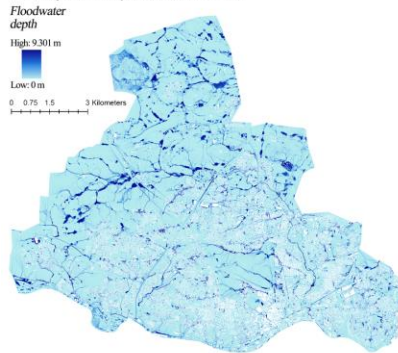 Floodwater
depth
High: 9.301 m
Low: 0 m
0 0.75 1.5 3 Kilometers